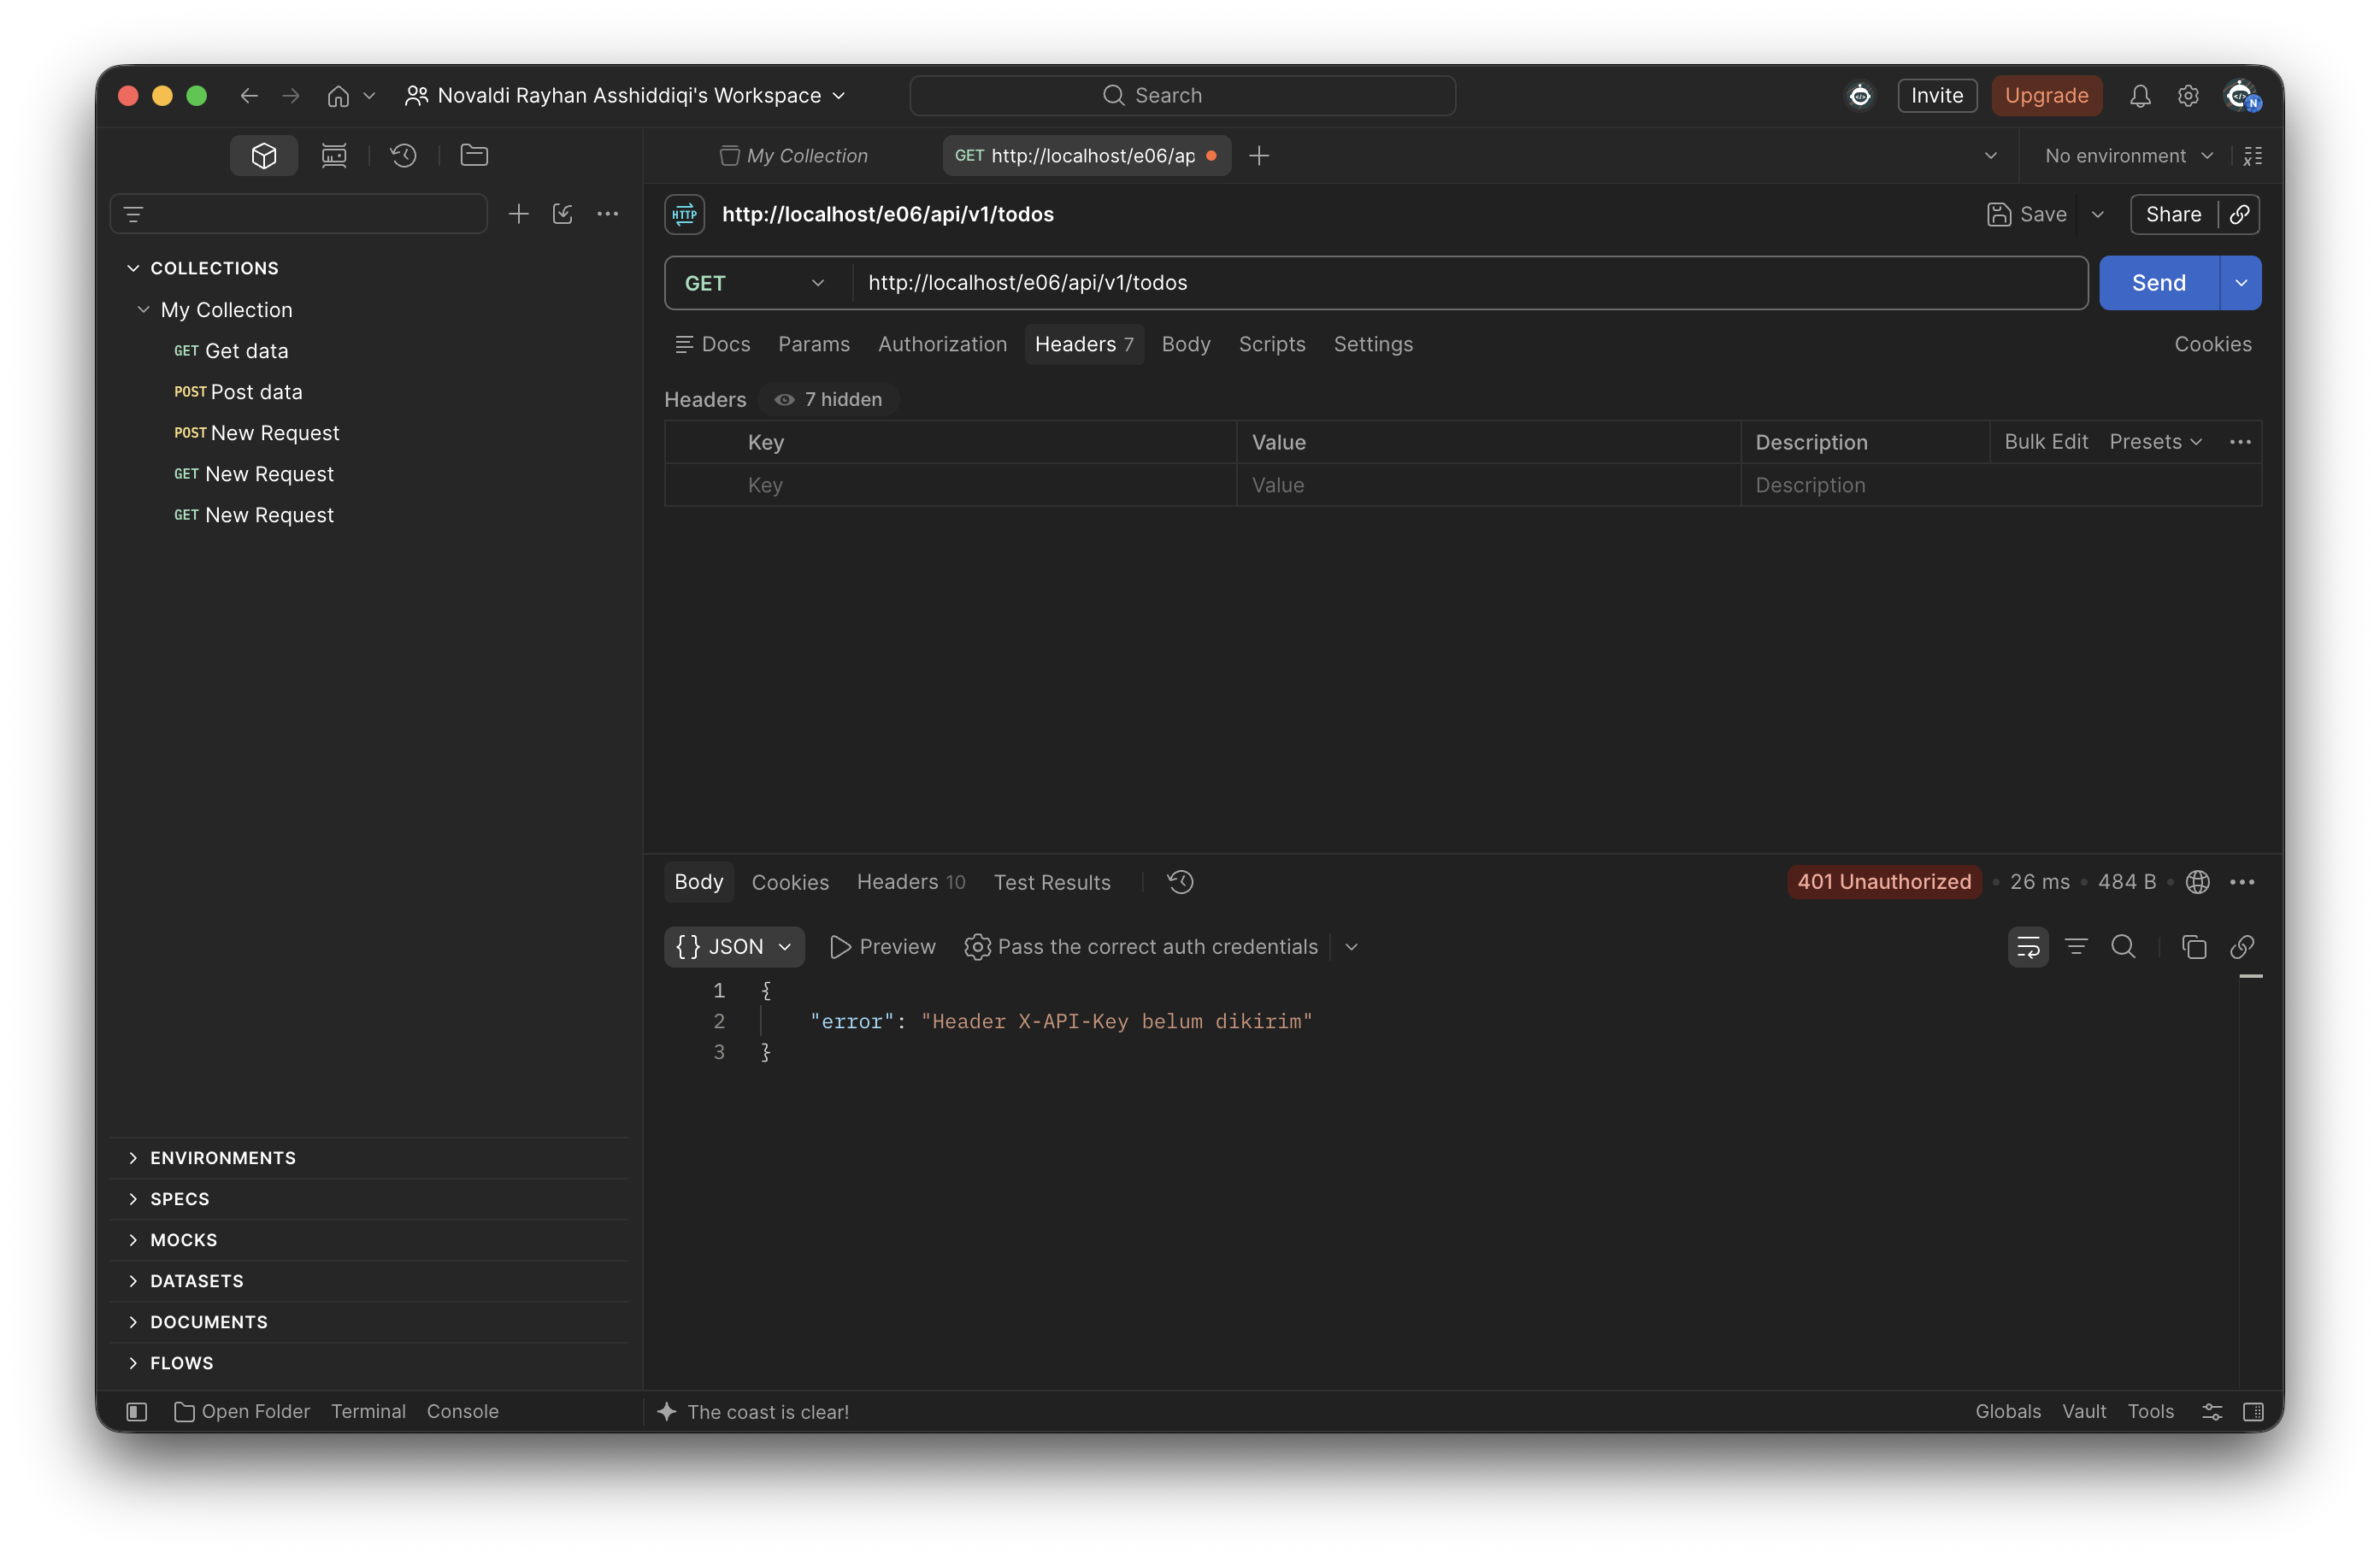 Novaldi Rayhan Asshiddiqi's Workspace
Search
Invite
Upgrade
N
My Collection
GET http://localhost/e06/ap
No environment
HTTP
http://localhost/e06/api/v1/todos
Save
Share
COLLECTIONS
My Collection
GET Get data
POST Post data
POST New Request
GET New Request
GET New Request
GET
http://localhost/e06/api/v1/todos
Send
Docs
Params
Authorization
Headers 7
Body
Scripts
Settings
Cookies
Headers
7 hidden
Key
Value
Description
Bulk Edit
Presets
Key
Value
Description
Body
Cookies
Headers 10
Test Results
401 Unauthorized
26 ms
484 B
{ } JSON
Preview
Pass the correct auth credentials
1 {
2 "error": "Header X-API-Key belum dikirim"
3 }
ENVIRONMENTS
SPECS
MOCKS
DATASETS
DOCUMENTS
FLOWS
Open Folder
Terminal
Console
The coast is clear!
Globals
Vault
Tools